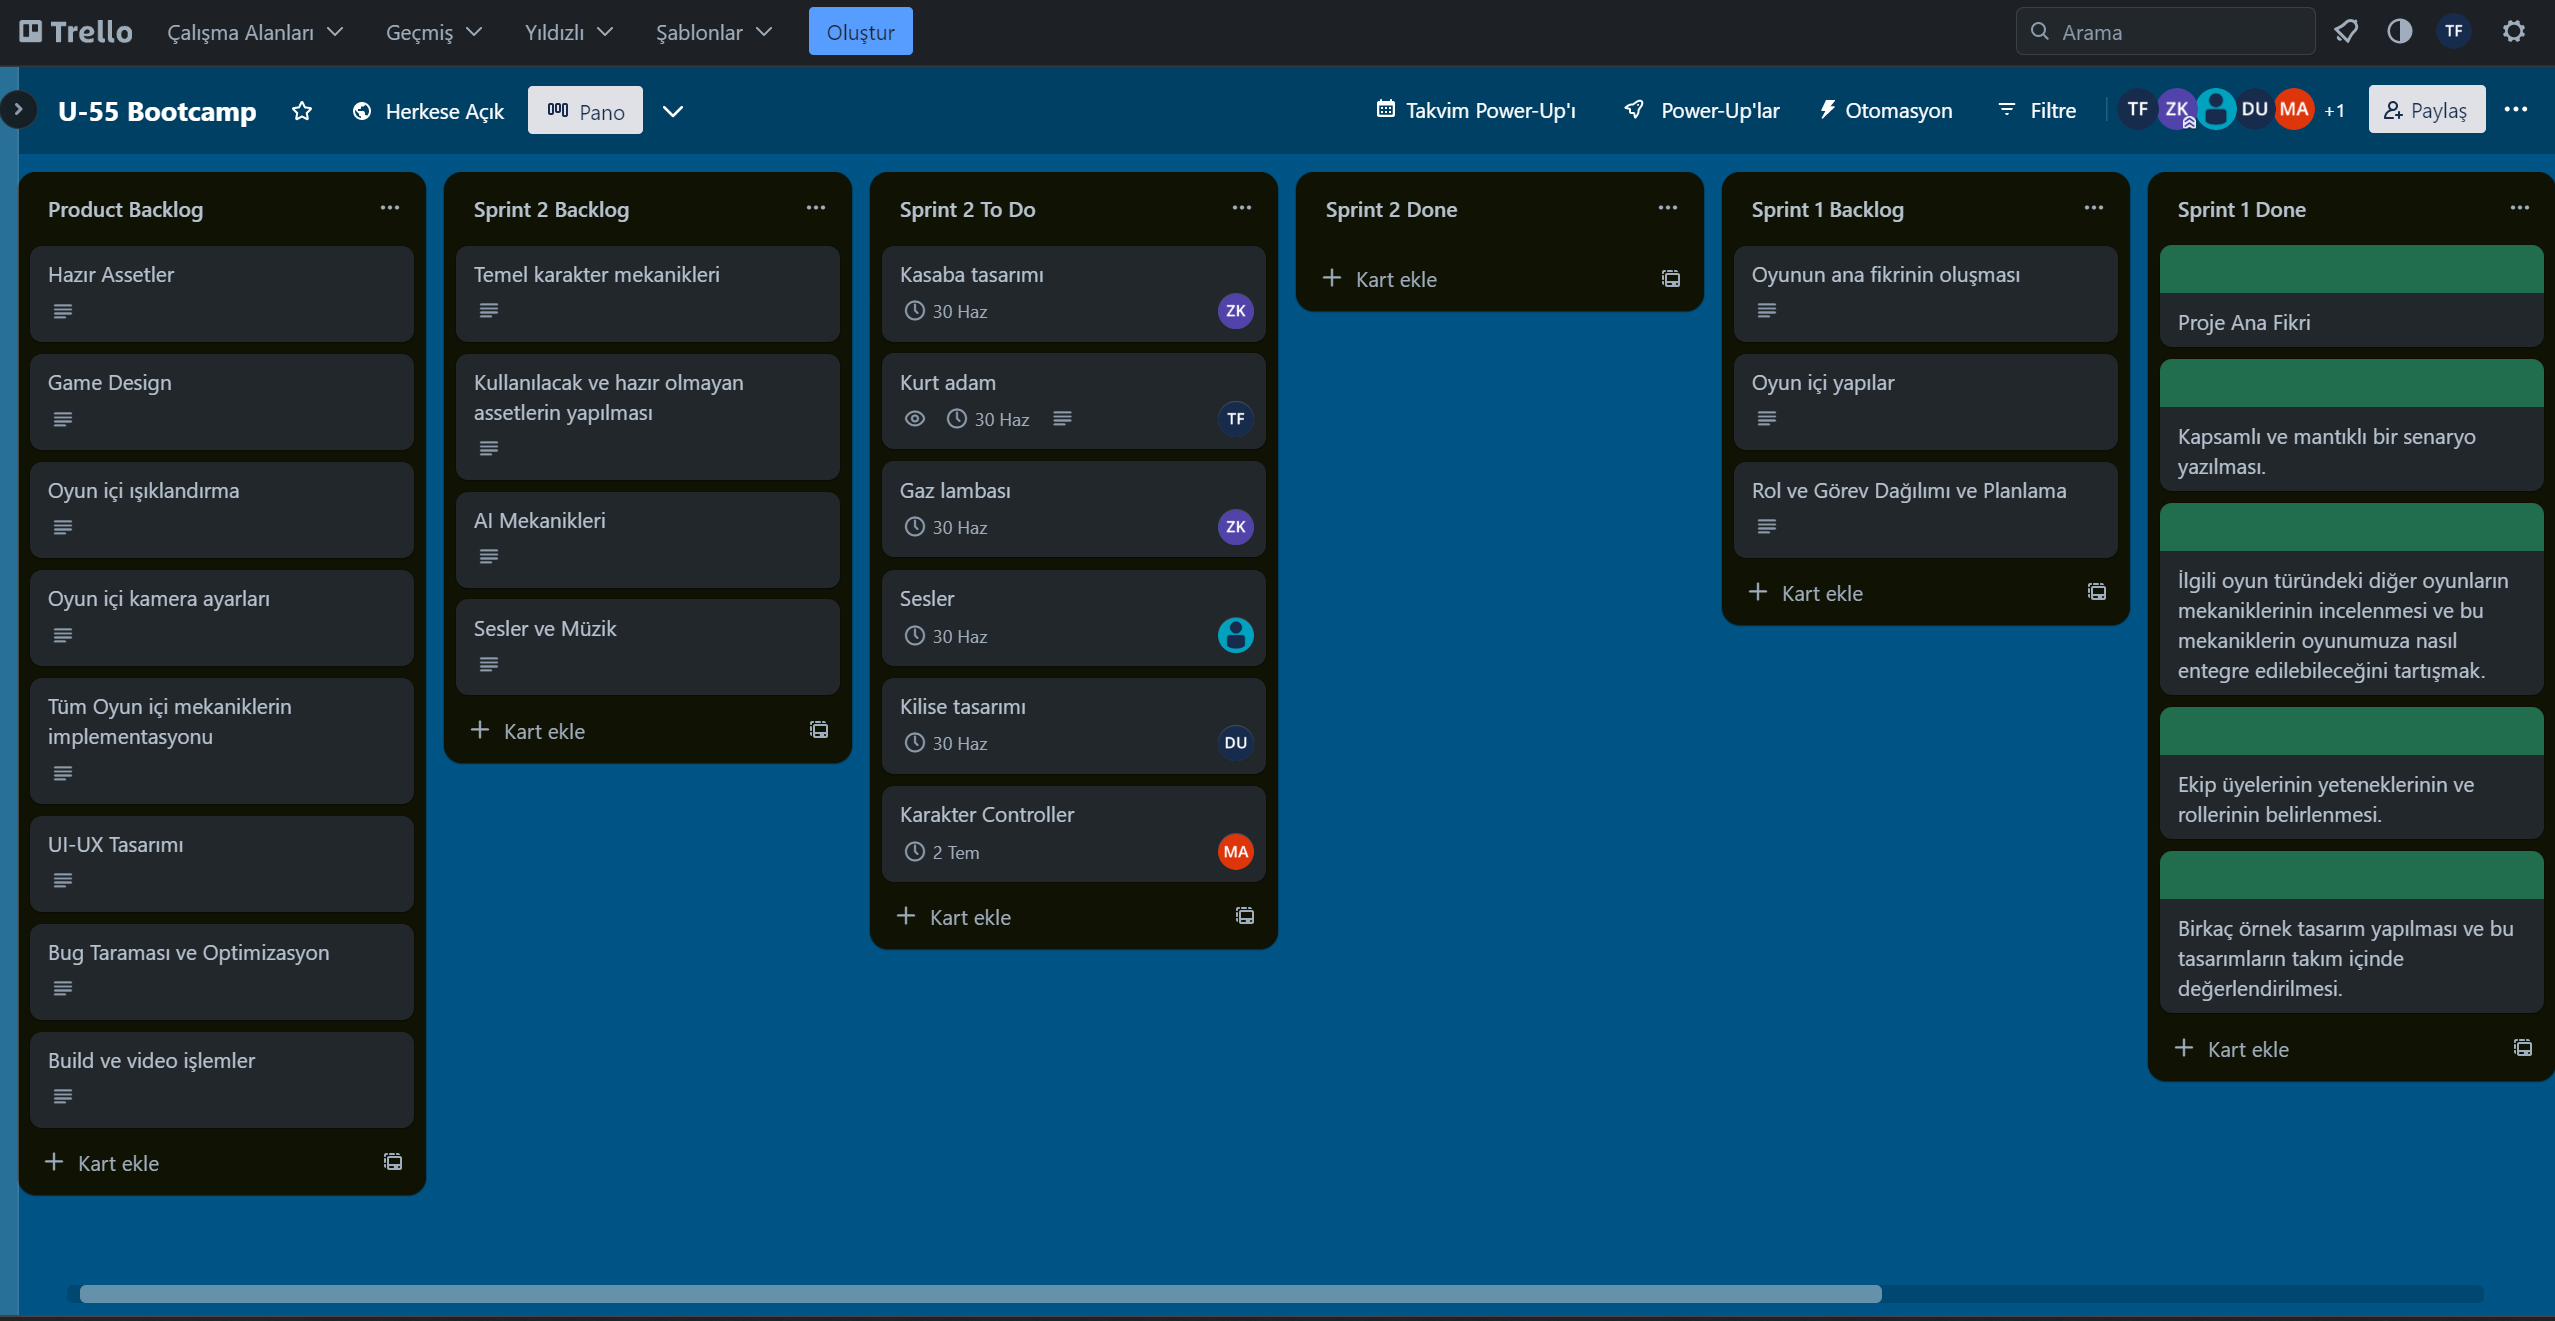 Trello
Çalışma Alanları
Geçmiş
Yıldızlı
Şablonlar
Oluştur
Arama
TF
U-55 Bootcamp
Herkese Açık
Pano
Takvim Power-Up'ı
Power-Up'lar
Otomasyon
Filtre
TF
ZK
DU
MA
+1
Paylaş
Product Backlog
Hazır Assetler
Game Design
Oyun içi ışıklandırma
Oyun içi kamera ayarları
Tüm Oyun içi mekaniklerin
implementasyonu
UI-UX Tasarımı
Bug Taraması ve Optimizasyon
Build ve video işlemler
Kart ekle
Sprint 2 Backlog
Temel karakter mekanikleri
Kullanılacak ve hazır olmayan
assetlerin yapılması
AI Mekanikleri
Sesler ve Müzik
Kart ekle
Sprint 2 To Do
Kasaba tasarımı
30 Haz
ZK
Kurt adam
30 Haz
TF
Gaz lambası
30 Haz
ZK
Sesler
30 Haz
Kilise tasarımı
30 Haz
DU
Karakter Controller
2 Tem
MA
Kart ekle
Sprint 2 Done
Kart ekle
Sprint 1 Backlog
Oyunun ana fikrinin oluşması
Oyun içi yapılar
Rol ve Görev Dağılımı ve Planlama
Kart ekle
Sprint 1 Done
Proje Ana Fikri
Kapsamlı ve mantıklı bir senaryo
yazılması.
İlgili oyun türündeki diğer oyunların
mekaniklerinin incelenmesi ve bu
mekaniklerin oyunumuza nasıl
entegre edilebileceğini tartışmak.
Ekip üyelerinin yeteneklerinin ve
rollerinin belirlenmesi.
Birkaç örnek tasarım yapılması ve bu
tasarımların takım içinde
değerlendirilmesi.
Kart ekle